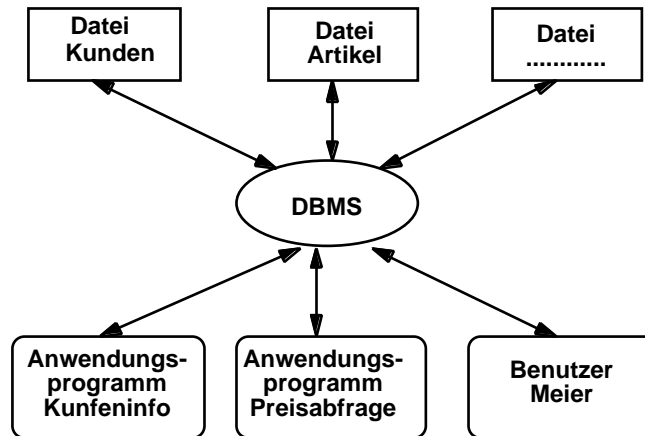 Datei
Kunden
Datei
Artikel
Datei
............
DBMS
Anwendungs-
programm
Kunfeninfo
Anwendungs-
programm
Preisabfrage
Benutzer
Meier